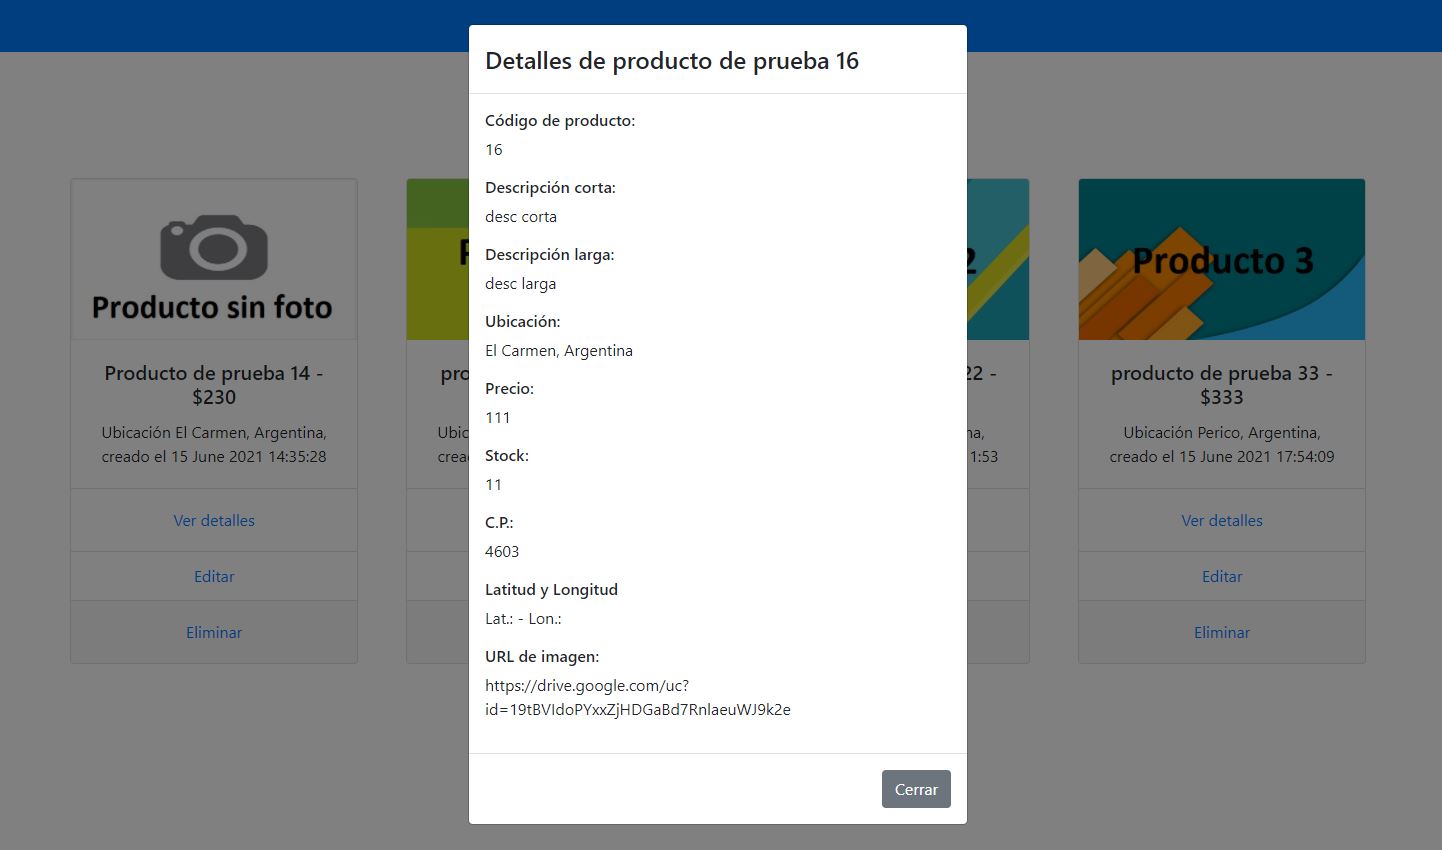 Detalles de producto de prueba 16
Código de producto:
16
Descripción corta:
desc corta
Descripción larga:
desc larga
Ubicación:
El Carmen, Argentina
Precio:
111
Stock:
11
C.P.:
4603
Latitud y Longitud
Lat.: - Lon.:
URL de imagen:
https://drive.google.com/uc?
id=19tBVIdoPYxxZjHDGaBd7RnlaeuWJ9k2e
Cerrar
Producto sin foto
Producto de prueba 14 -
$230
Ubicación El Carmen, Argentina,
creado el 15 June 2021 14:35:28
Ver detalles
Editar
Eliminar
2
22 -
1:53
Producto 3
producto de prueba 33 -
$333
Ubicación Perico, Argentina,
creado el 15 June 2021 17:54:09
Ver detalles
Editar
Eliminar